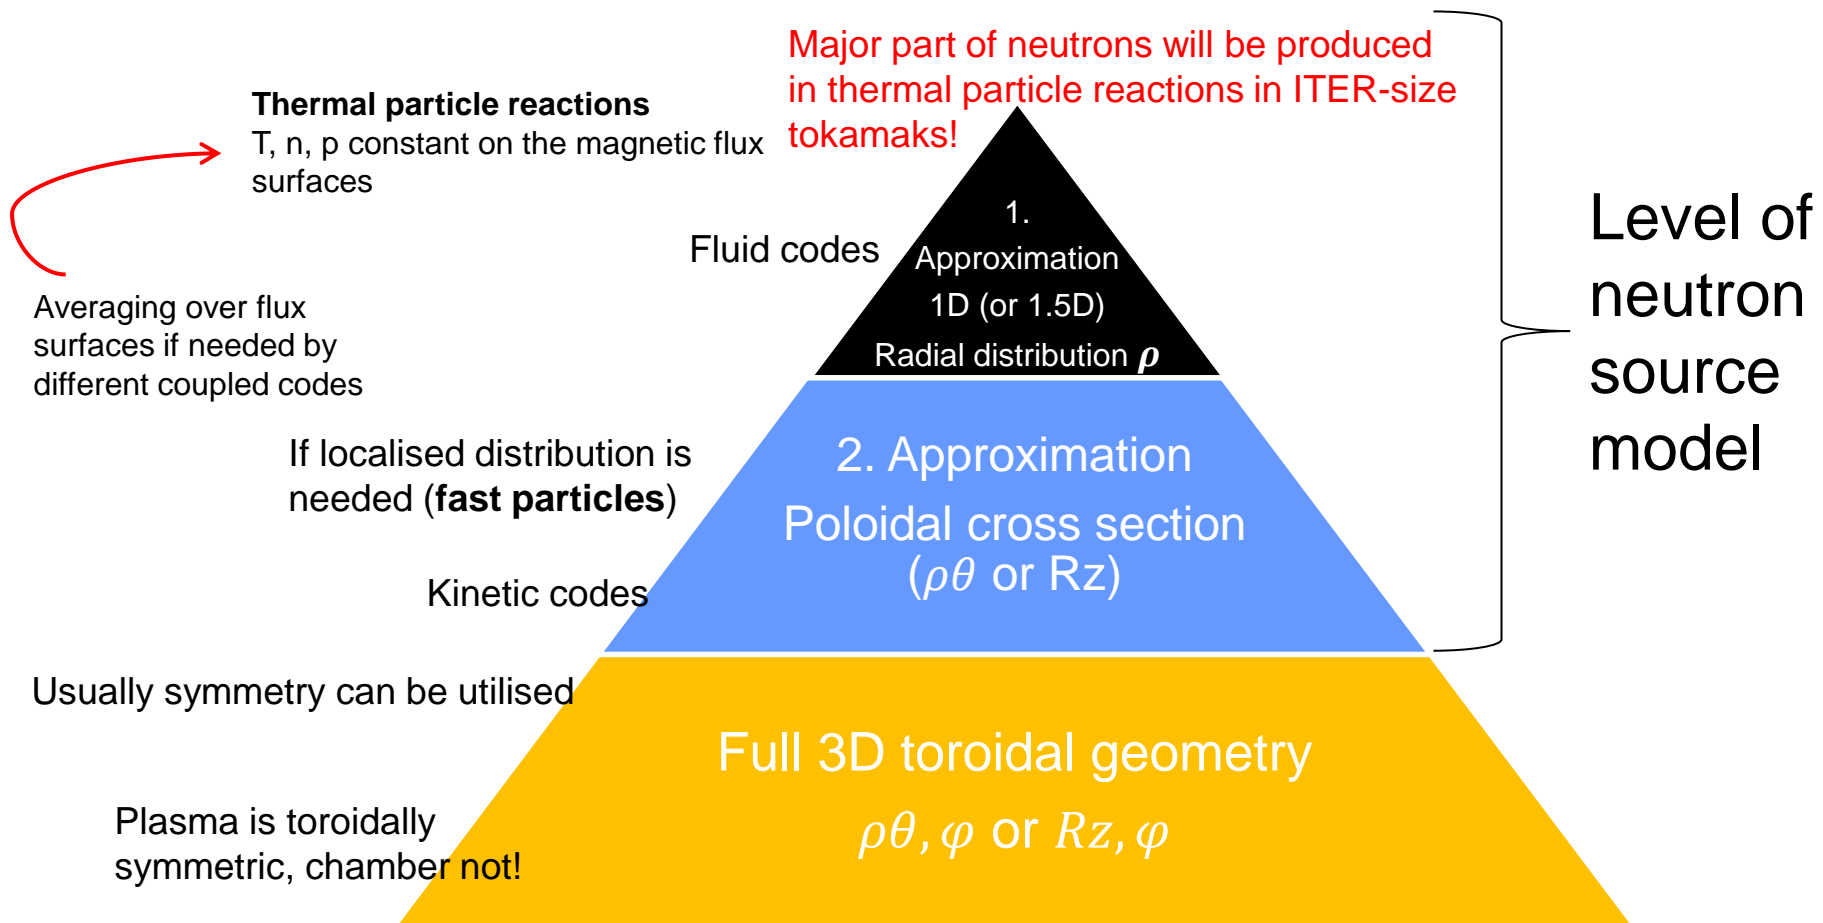 Major part of neutrons will be produced
in thermal particle reactions in ITER-size
tokamaks!
Thermal particle reactions
T, n, p constant on the magnetic flux
surfaces
Fluid codes
1.
Approximation
1D (or 1.5D)
Radial distribution ρ
Averaging over flux
surfaces if needed by
different coupled codes
If localised distribution is
needed (fast particles)
2. Approximation
Poloidal cross section
(ρθ or Rz)
Kinetic codes
Usually symmetry can be utilised
Full 3D toroidal geometry
ρθ, φ or Rz, φ
Plasma is toroidally
symmetric, chamber not!
Level of
neutron
source
model